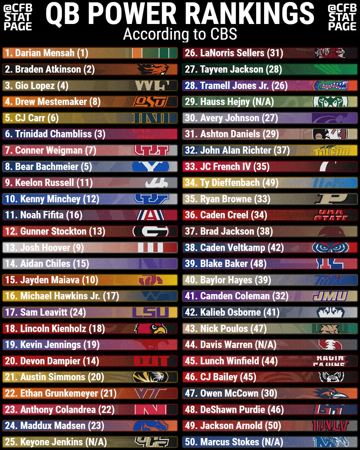 @CFB
STAT
PAGE
QB POWER RANKINGS
According to CBS
@CFB
STAT
PAGE
1. Darian Mensah (1)
2. Braden Atkinson (2)
3. Gio Lopez (4)
4. Drew Mestemaker (8)
5. CJ Carr (6)
6. Trinidad Chambliss (3)
7. Conner Weigman (7)
8. Bear Bachmeier (5)
9. Keelon Russell (11)
10. Kenny Minchey (12)
11. Noah Fifita (16)
12. Gunner Stockton (13)
13. Josh Hoover (9)
14. Aidan Chiles (15)
15. Jayden Maiava (10)
16. Michael Hawkins Jr. (17)
17. Sam Leavitt (24)
18. Lincoln Kienholz (18)
19. Kevin Jennings (19)
20. Devon Dampier (14)
21. Austin Simmons (20)
22. Ethan Grunkemeyer (21)
23. Anthony Colandrea (22)
24. Maddux Madsen (23)
25. Keyone Jenkins (N/A)
26. LaNorris Sellers (31)
27. Tayven Jackson (28)
28. Tramell Jones Jr. (26)
29. Hauss Hejny (N/A)
30. Avery Johnson (27)
31. Ashton Daniels (29)
32. John Alan Richter (37)
33. JC French IV (35)
34. Ty Dieffenbach (49)
35. Ryan Browne (33)
36. Caden Creel (34)
37. Brad Jackson (38)
38. Caden Veltkamp (42)
39. Blake Baker (48)
40. Baylor Hayes (39)
41. Camden Coleman (32)
42. Kalieb Osborne (41)
43. Nick Poulos (47)
44. Davis Warren (N/A)
45. Lunch Winfield (44)
46. CJ Bailey (45)
47. Owen McCown (30)
48. DeShawn Purdie (46)
49. Jackson Arnold (50)
50. Marcus Stokes (N/A)